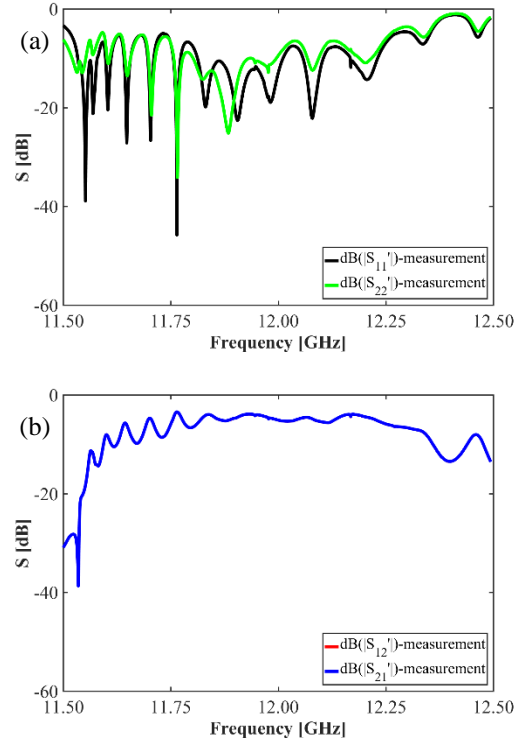 (a)
0
-20
-40
-60
S [dB]
dB(|S11'|)-measurement
dB(|S22'|)-measurement
11.50 11.75 12.00 12.25 12.50
Frequency [GHz]
(b)
0
-20
-40
-60
S [dB]
dB(|S12'|)-measurement
dB(|S21'|)-measurement
11.50 11.75 12.00 12.25 12.50
Frequency [GHz]